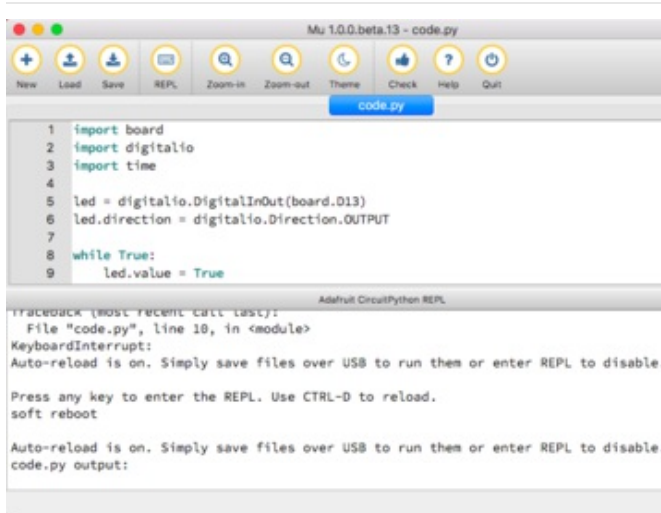 Mu 1.0.0.beta.13 - code.py
New Load Save REPL Zoom-in Zoom-out Theme Check Help Quit
code.py
1 import board
2 import digitalio
3 import time
4
5 led = digitalio.DigitalInOut(board.D13)
6 led.direction = digitalio.Direction.OUTPUT
7
8 while True:
9     led.value = True
Adafruit CircuitPython REPL
Traceback (most recent call last):
  File "code.py", line 10, in <module>
KeyboardInterrupt:
Auto-reload is on. Simply save files over USB to run them or enter REPL to disable
Press any key to enter the REPL. Use CTRL-D to reload.
soft reboot
Auto-reload is on. Simply save files over USB to run them or enter REPL to disable
code.py output: